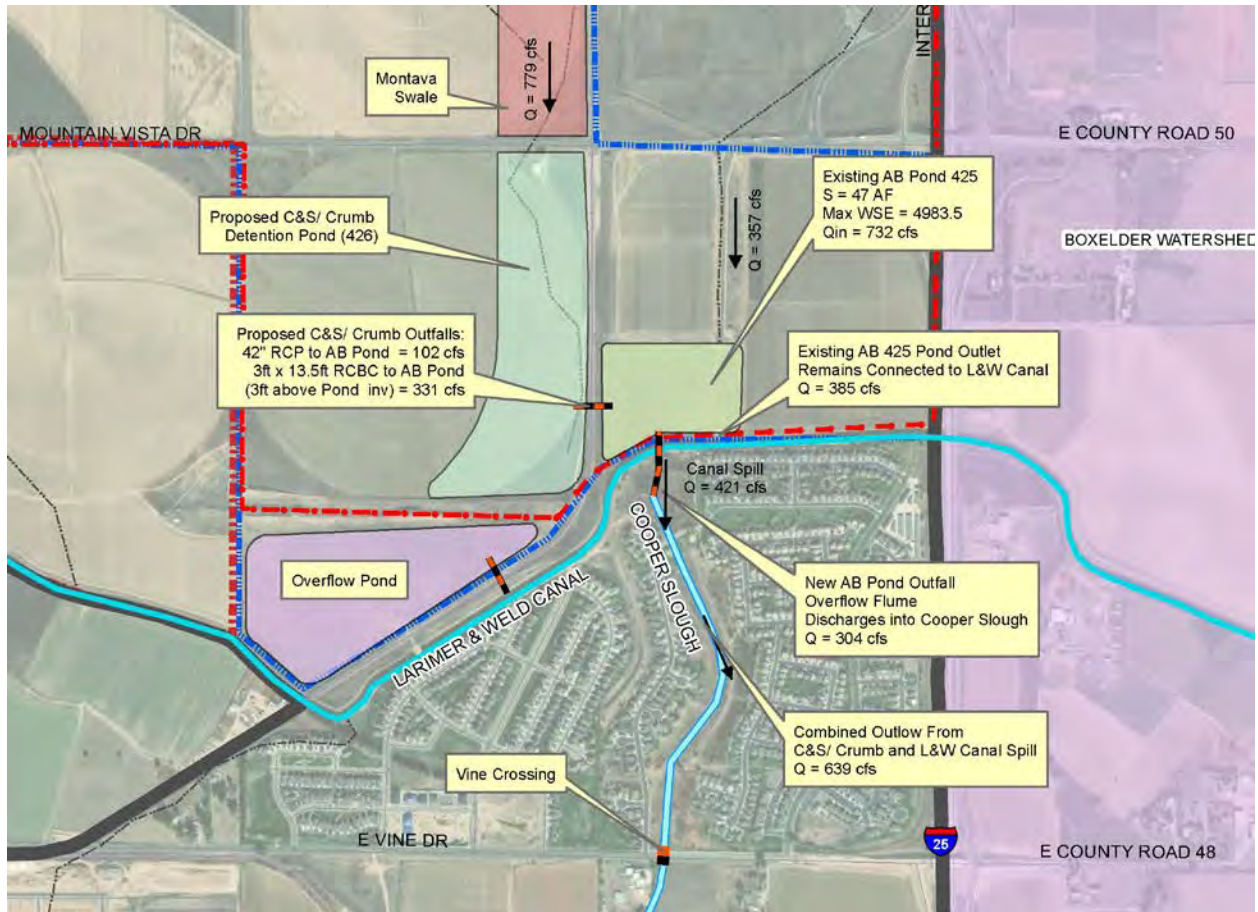 INTER
Q = 779 cfs
Montava
Swale
MOUNTAIN VISTA DR
E COUNTY ROAD 50
Existing AB Pond 425
S = 47 AF
Max WSE = 4983.5
Qin = 732 cfs
Proposed C&S/ Crumb
Detention Pond (426)
Q = 357 cfs
BOXELDER WATERSHED
Proposed C&S/ Crumb Outfalls:
42" RCP to AB Pond = 102 cfs
3ft x 13.5ft RCBC to AB Pond
(3ft above Pond inv) = 331 cfs
Existing AB 425 Pond Outlet
Remains Connected to L&W Canal
Q = 385 cfs
Canal Spill
Q = 421 cfs
Overflow Pond
COOPER SLOUGH
LARIMER & WELD CANAL
New AB Pond Outfall
Overflow Flume
Discharges into Cooper Slough
Q = 304 cfs
Combined Outlow From
C&S/ Crumb and L&W Canal Spill
Q = 639 cfs
Vine Crossing
E VINE DR
25
E COUNTY ROAD 48